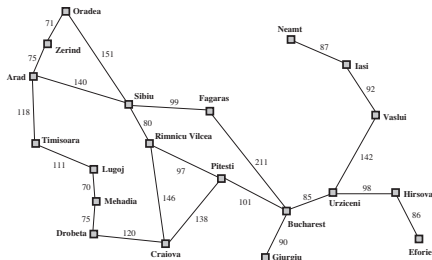 Oradea
71
Neamt
Zerind
87
151
75
Iasi
Arad
140
92
Sibiu
99
Fagaras
118
80
Vaslui
Rimnicu Vilcea
Timisoara
142
111
Lugoj
97
Pitesti
211
70
146
98
Hirsova
Mehadia
101
85
Urziceni
75
138
86
Bucharest
Drobeta
120
90
Craiova
Eforie
Giurgiu